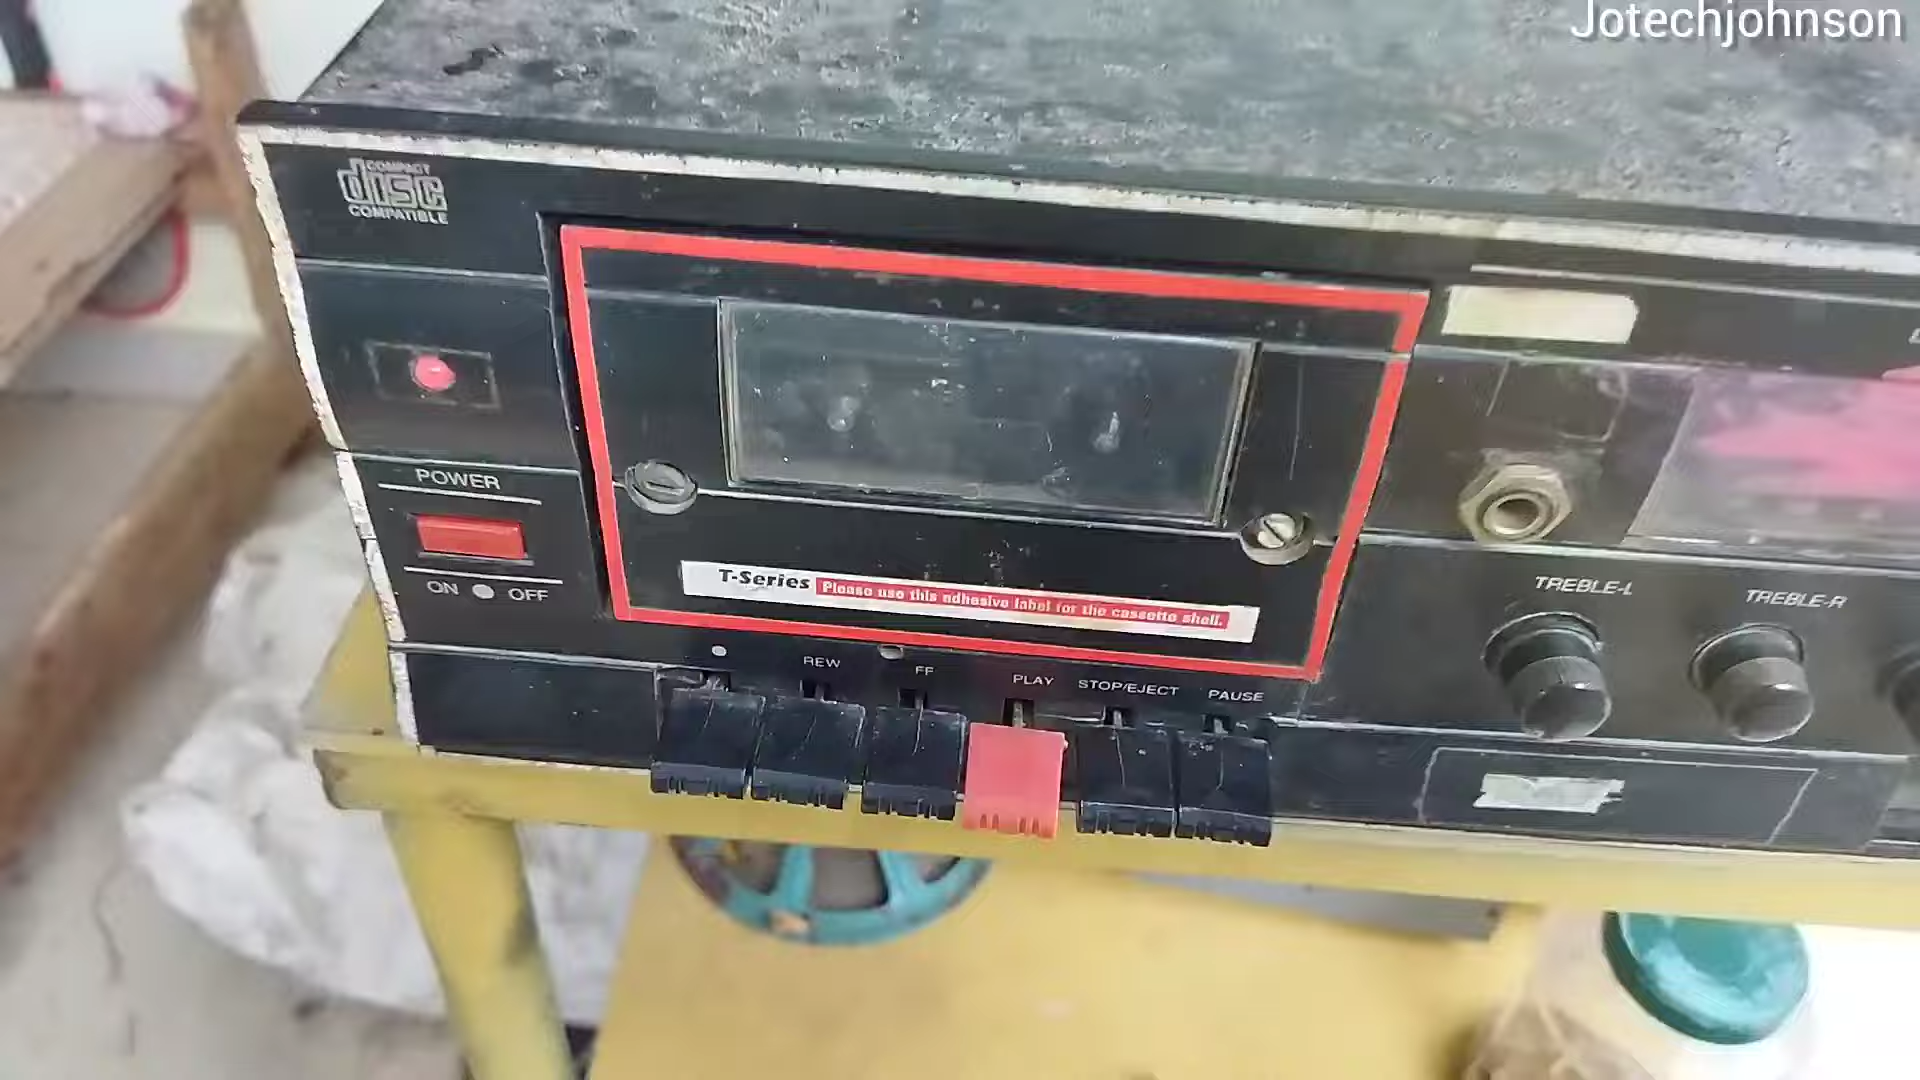 Jotechjohnson
COMPACT
disc
COMPATIBLE
POWER
ON OFF
T-Series Please use this adhesive label for the cassette shell.
REW
FF
PLAY
STOP/EJECT
PAUSE
TREBLE-L
TREBLE-R